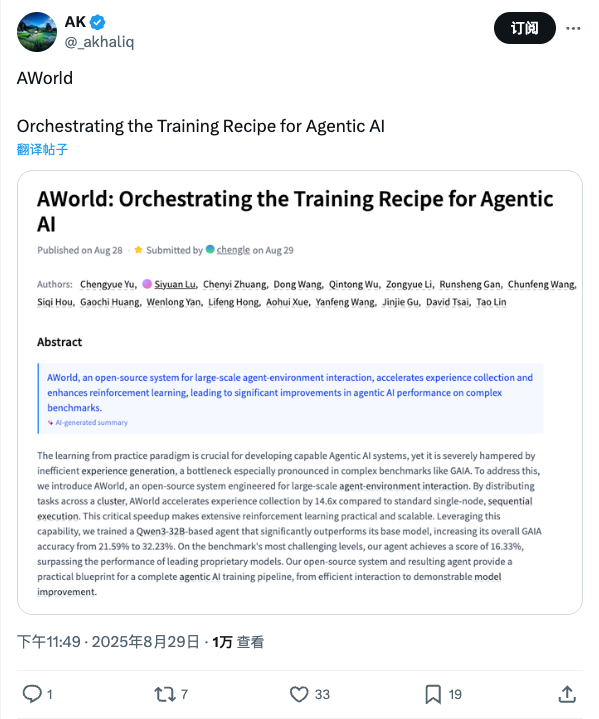 AK
订阅
@_akhaliq
AWorld
Orchestrating the Training Recipe for Agentic AI
翻译帖子
AWorld: Orchestrating the Training Recipe for Agentic
AI
Published on Aug 28 · Submitted by chengle on Aug 29
Authors: Chengyue Yu, Siyuan Lu, Chenyi Zhuang, Dong Wang, Qintong Wu, Zongyue Li, Runsheng Gan, Chunfeng Wang,
Siqi Hou, Gaochi Huang, Wenlong Yan, Lifeng Hong, Aohui Xue, Yanfeng Wang, Jinjie Gu, David Tsai, Tao Lin
Abstract
AWorld, an open-source system for large-scale agent-environment interaction, accelerates experience collection and
enhances reinforcement learning, leading to significant improvements in agentic AI performance on complex
benchmarks.
AI-generated summary
The learning from practice paradigm is crucial for developing capable Agentic AI systems, yet it is severely hampered by
inefficient experience generation, a bottleneck especially pronounced in complex benchmarks like GAIA. To address this,
we introduce AWorld, an open-source system engineered for large-scale agent-environment interaction. By distributing
tasks across a cluster, AWorld accelerates experience collection by 14.6x compared to standard single-node, sequential
execution. This critical speedup makes extensive reinforcement learning practical and scalable. Leveraging this
capability, we trained a Qwen3-32B-based agent that significantly outperforms its base model, increasing its overall GAIA
accuracy from 21.59% to 32.23%. On the benchmark's most challenging levels, our agent achieves a score of 16.33%,
surpassing the performance of leading proprietary models. Our open-source system and resulting agent provide a
practical blueprint for a complete agentic AI training pipeline, from efficient interaction to demonstrable model
improvement.
下午11:49 · 2025年8月29日 · 1万 查看
1 7 33 19